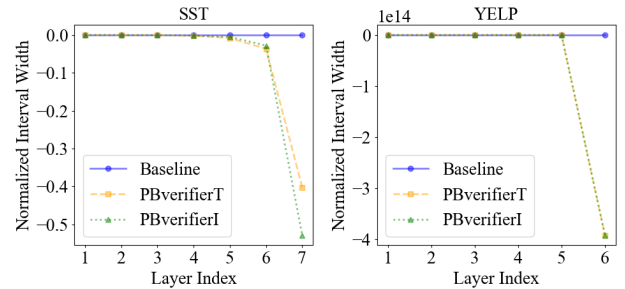 SST
Normalized Interval Width
0.0
−0.1
−0.2
−0.3
−0.4
−0.5
Baseline
PBverifierT
PBverifierI
1 2 3 4 5 6 7
Layer Index
YELP
1e14
Normalized Interval Width
0
−1
−2
−3
−4
Baseline
PBverifierT
PBverifierI
1 2 3 4 5 6
Layer Index